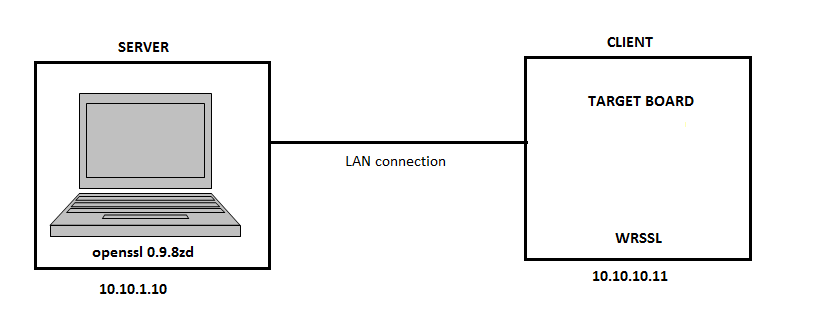 SERVER
CLIENT
TARGET BOARD
LAN connection
WRSSL
openssl 0.9.8zd
10.10.1.10
10.10.10.11